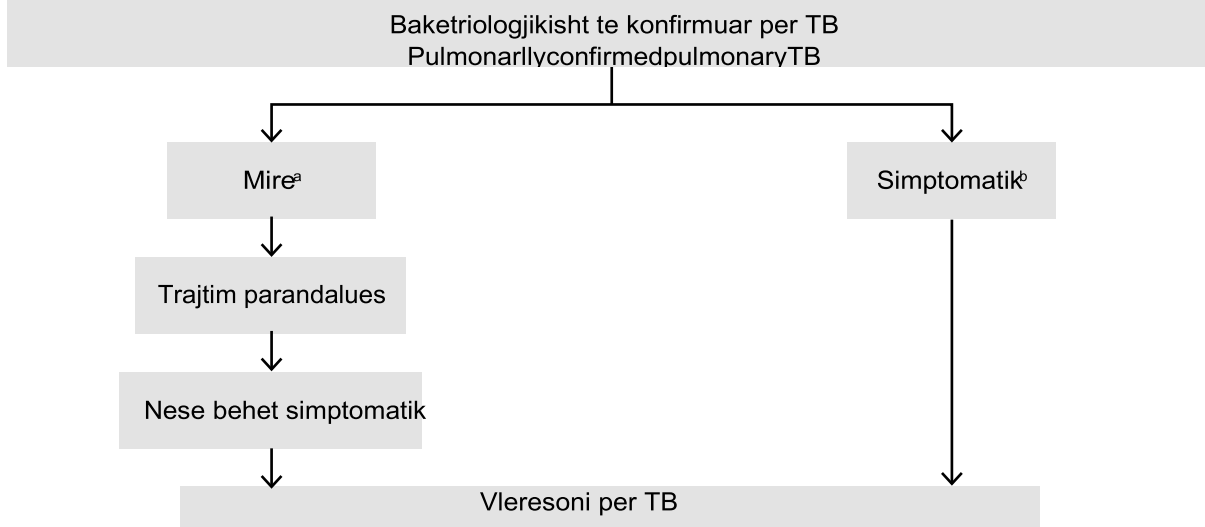 Baketriologjikisht te konfirmuar per TB
PulmonarllyconfirmedpulmonaryTB
Mireᵃ
Simptomatikᵇ
Trajtim parandalues
Nese behet simptomatik
Vleresoni per TB